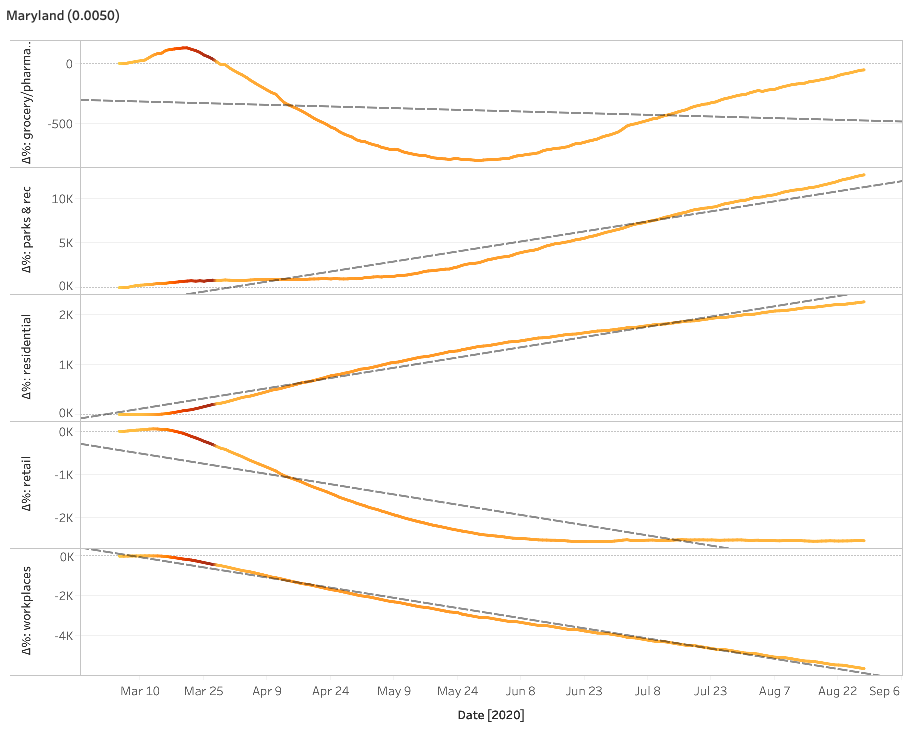 Maryland (0.0050)
Δ%: grocery/pharma..
0
-500
Δ%: parks & rec
10K
5K
0K
Δ%: residential
2K
1K
0K
Δ%: retail
0K
-1K
-2K
Δ%: workplaces
0K
-2K
-4K
Mar 10 Mar 25 Apr 9 Apr 24 May 9 May 24 Jun 8 Jun 23 Jul 8 Jul 23 Aug 7 Aug 22 Sep 6
Date [2020]